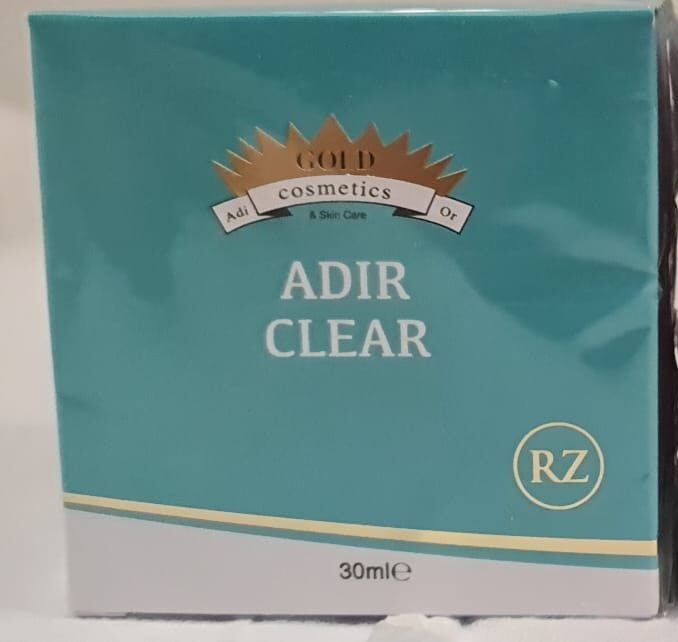 GOLD
cosmetics
Adi & Skin Care Or
ADIR
CLEAR
RZ
30ml℮